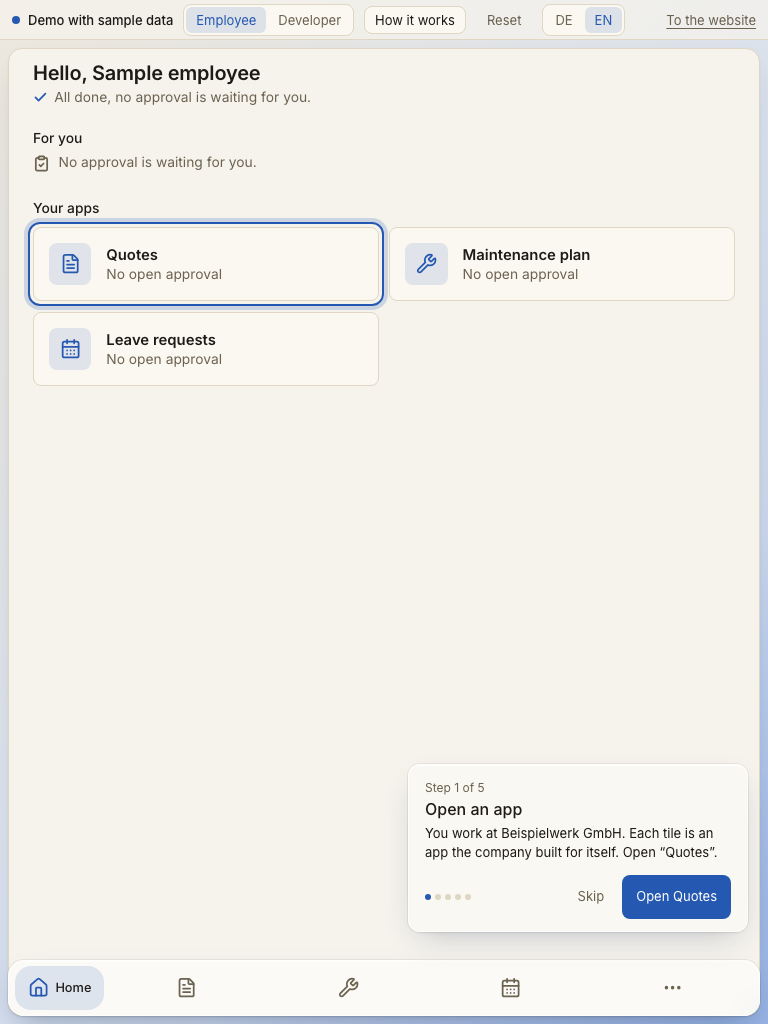 Demo with sample data Employee Developer How it works Reset DE EN To the website
Hello, Sample employee
All done, no approval is waiting for you.
For you
No approval is waiting for you.
Your apps
Quotes
No open approval
Maintenance plan
No open approval
Leave requests
No open approval
Step 1 of 5
Open an app
You work at Beispielwerk GmbH. Each tile is an
app the company built for itself. Open “Quotes”.
Skip Open Quotes
Home